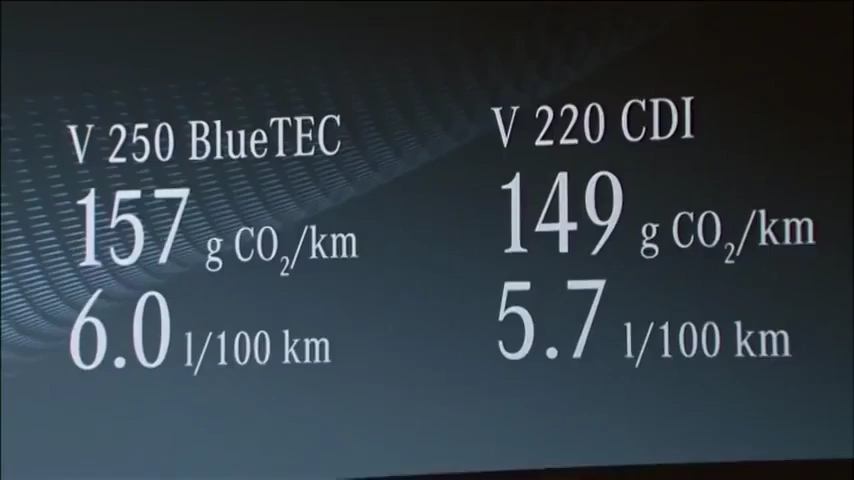 V 250 BlueTEC
157 g CO₂/km
6.0 l/100 km
V 220 CDI
149 g CO₂/km
5.7 l/100 km